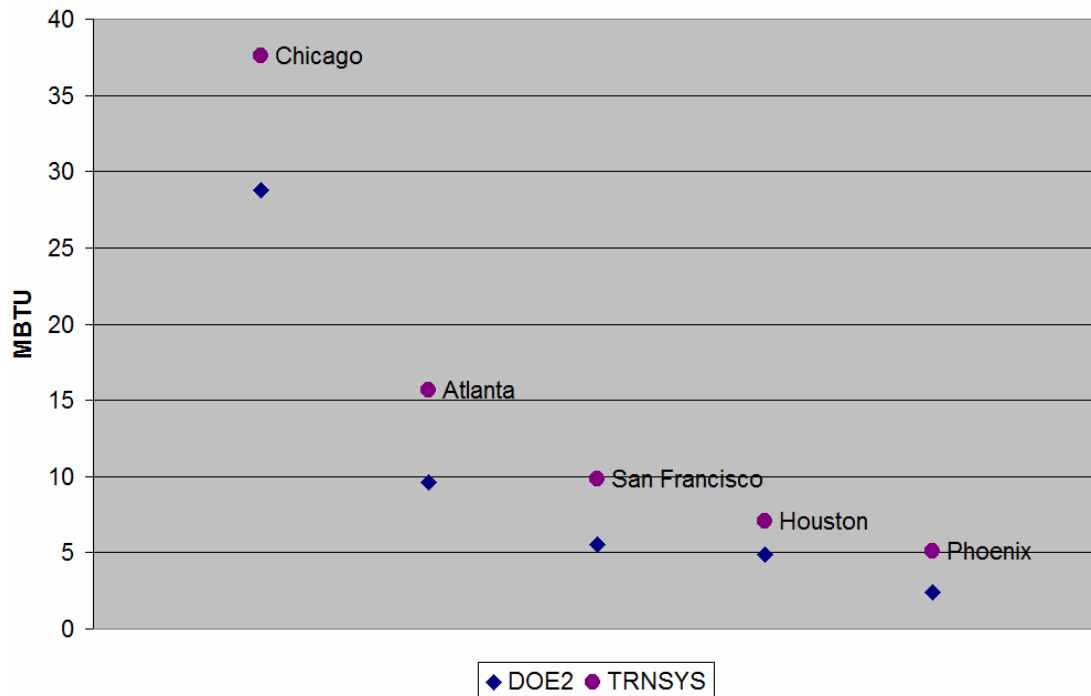 40
Chicago
35
30
25
MBTU
20
15
Atlanta
10
San Francisco
Houston
5
Phoenix
0
DOE2 TRNSYS